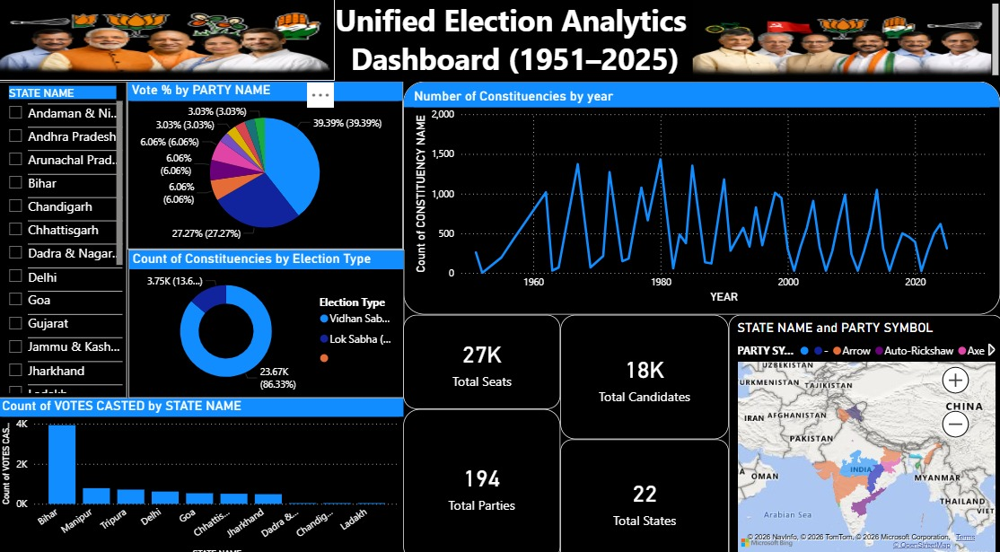 Unified Election Analytics
Dashboard (1951–2025)
STATE NAME
Andaman & Ni...
Andhra Pradesh
Arunachal Prad...
Bihar
Chandigarh
Chhattisgarh
Dadra & Nagar...
Delhi
Goa
Gujarat
Jammu & Kash...
Jharkhand
Ladakh
Vote % by PARTY NAME
...
3.03% (3.03%)
39.39% (39.39%)
3.03% (3.03%)
6.06% (6.06%)
6.06%
(6.06%)
6.06%
(6.06%)
27.27% (27.27%)
Count of Constituencies by Election Type
3.75K (13.6...)
23.67K
(86.33%)
Election Type
Vidhan Sab...
Lok Sabha (...
Number of Constituencies by year
Count of CONSTITUENCY NAME
2,000
1,500
1,000
500
0
1960
1980
2000
2020
YEAR
27K
Total Seats
18K
Total Candidates
194
Total Parties
22
Total States
STATE NAME and PARTY SYMBOL
PARTY SY... - Arrow Auto-Rickshaw Axe
UZBEKISTAN
URKMENISTAN
TAJIKISTAN
CHINA
IRAN
AFGHANISTAN
PAKISTAN
INDIA
A
OMAN
MYANMAR
THAILAND
VIET
Arabian Sea
© 2026 NavInfo, © 2026 TomTom, © 2026 Microsoft Corporation, Terms
Microsoft Bing
© OpenStreetMap
Count of VOTES CASTED by STATE NAME
Count of VOTES CAS...
4K
2K
0K
Bihar
Manipur
Tripura
Delhi
Goa
Chhattis...
Jharkhand
Dadra &...
Chandig...
Ladakh
STATE NAME